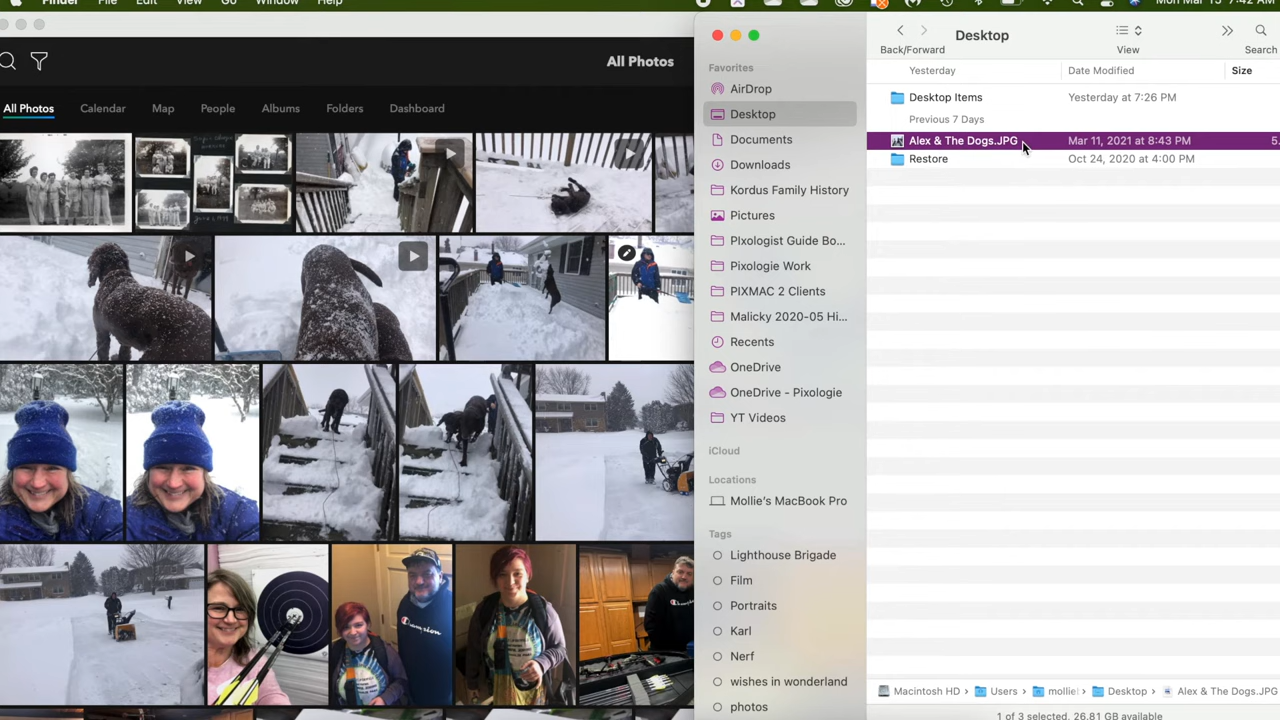 Finder File Edit View Go Window Help
Mon Mar 15 7:42 AM
All Photos
All Photos Calendar Map People Albums Folders Dashboard
Favorites
AirDrop
Desktop
Documents
Downloads
Kordus Family History
Pictures
PIxologist Guide Bo...
Pixologie Work
PIXMAC 2 Clients
Malicky 2020-05 Hi...
Recents
OneDrive
OneDrive - Pixologie
YT Videos
iCloud
Locations
Mollie's MacBook Pro
Tags
Lighthouse Brigade
Film
Portraits
Karl
Nerf
wishes in wonderland
photos
Desktop
Back/Forward View Search
Yesterday Date Modified Size
Desktop Items Yesterday at 7:26 PM
Previous 7 Days
Alex & The Dogs.JPG Mar 11, 2021 at 8:43 PM 5.
Restore Oct 24, 2020 at 4:00 PM
Macintosh HD › Users › mollie › Desktop › Alex & The Dogs.JPG
1 of 3 selected, 26.81 GB available